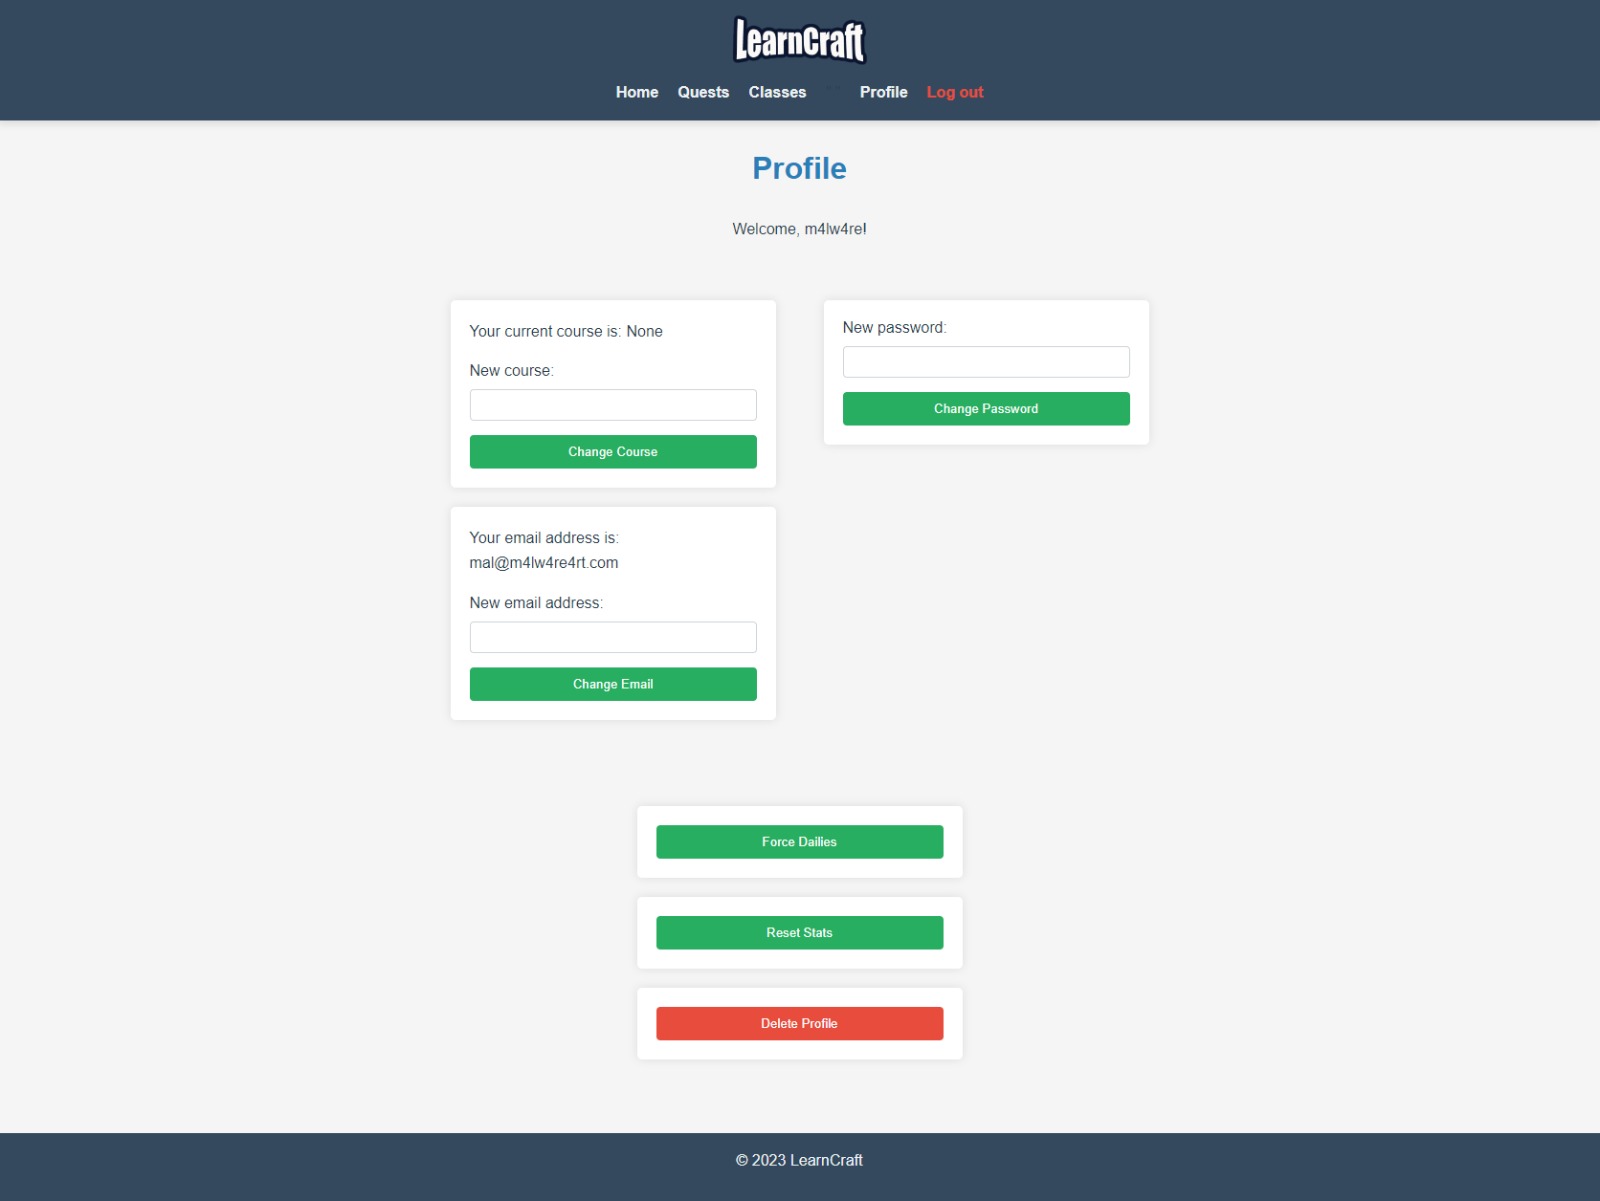 LearnCraft
Home Quests Classes Profile Log out
Profile
Welcome, m4lw4re!
Your current course is: None
New course:
Change Course
New password:
Change Password
Your email address is:
mal@m4lw4re4rt.com
New email address:
Change Email
Force Dailies
Reset Stats
Delete Profile
© 2023 LearnCraft